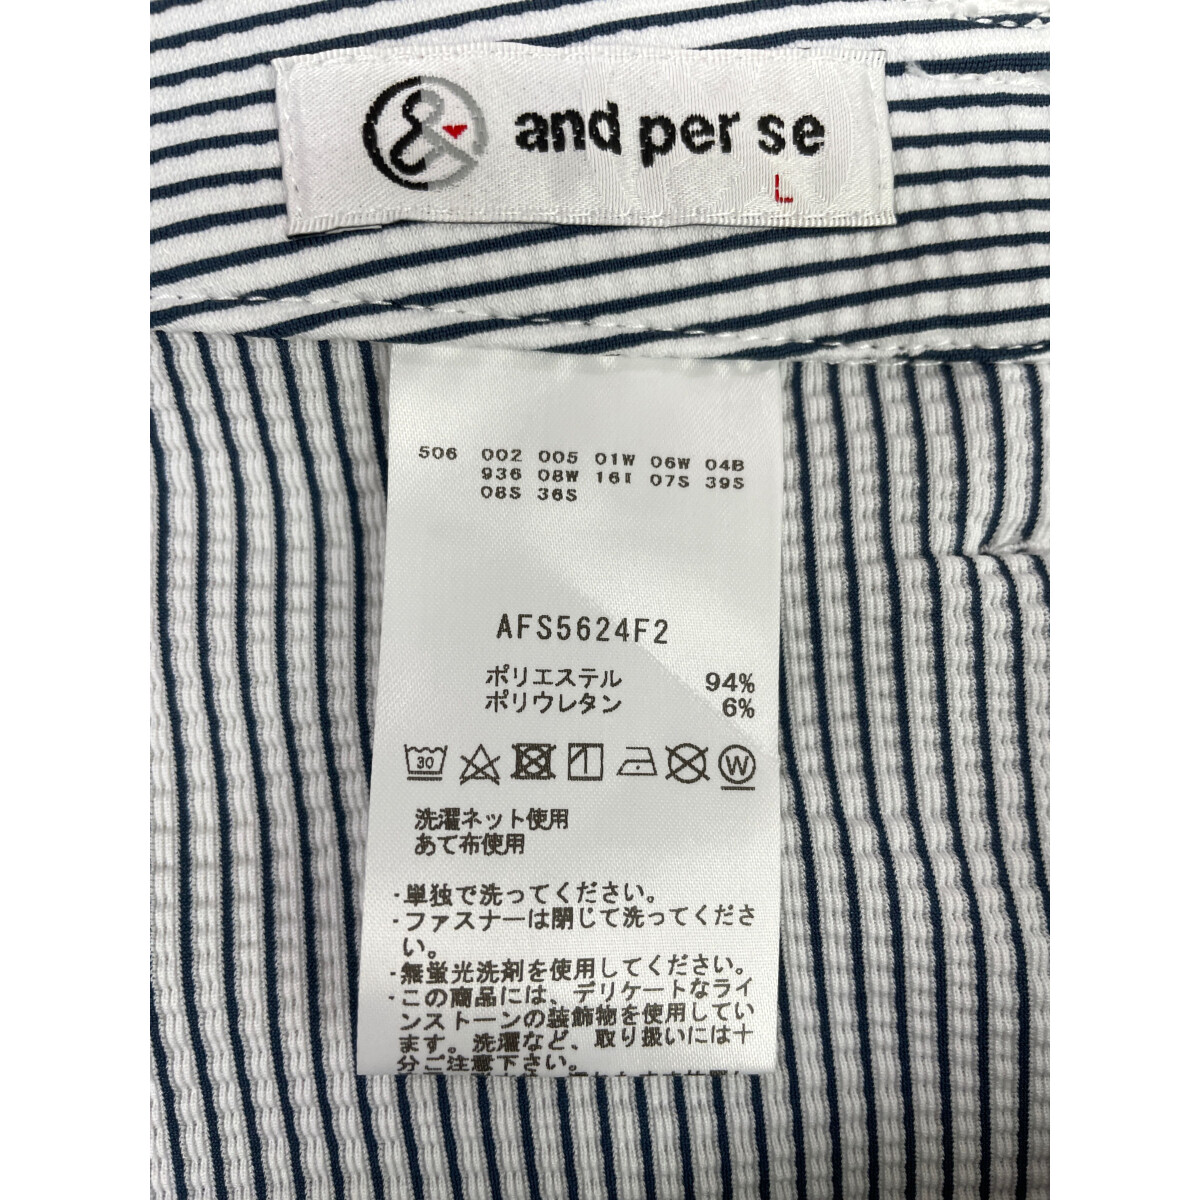 & and per se
L
506 002 005 01W 06W 04B
936 08W 16I 07S 39S
08S 36S
AFS5624F2
ポリエステル 94%
ポリウレタン 6%
30 W
洗濯ネット使用
あて布使用
・単独で洗ってください。
・ファスナーは閉じて洗ってくださ
い。
・無蛍光洗剤を使用してください。
・この商品には、デリケートなライ
ンストーンの装飾物を使用してい
ます。洗濯など、取り扱いには十
分ご注意下さい。